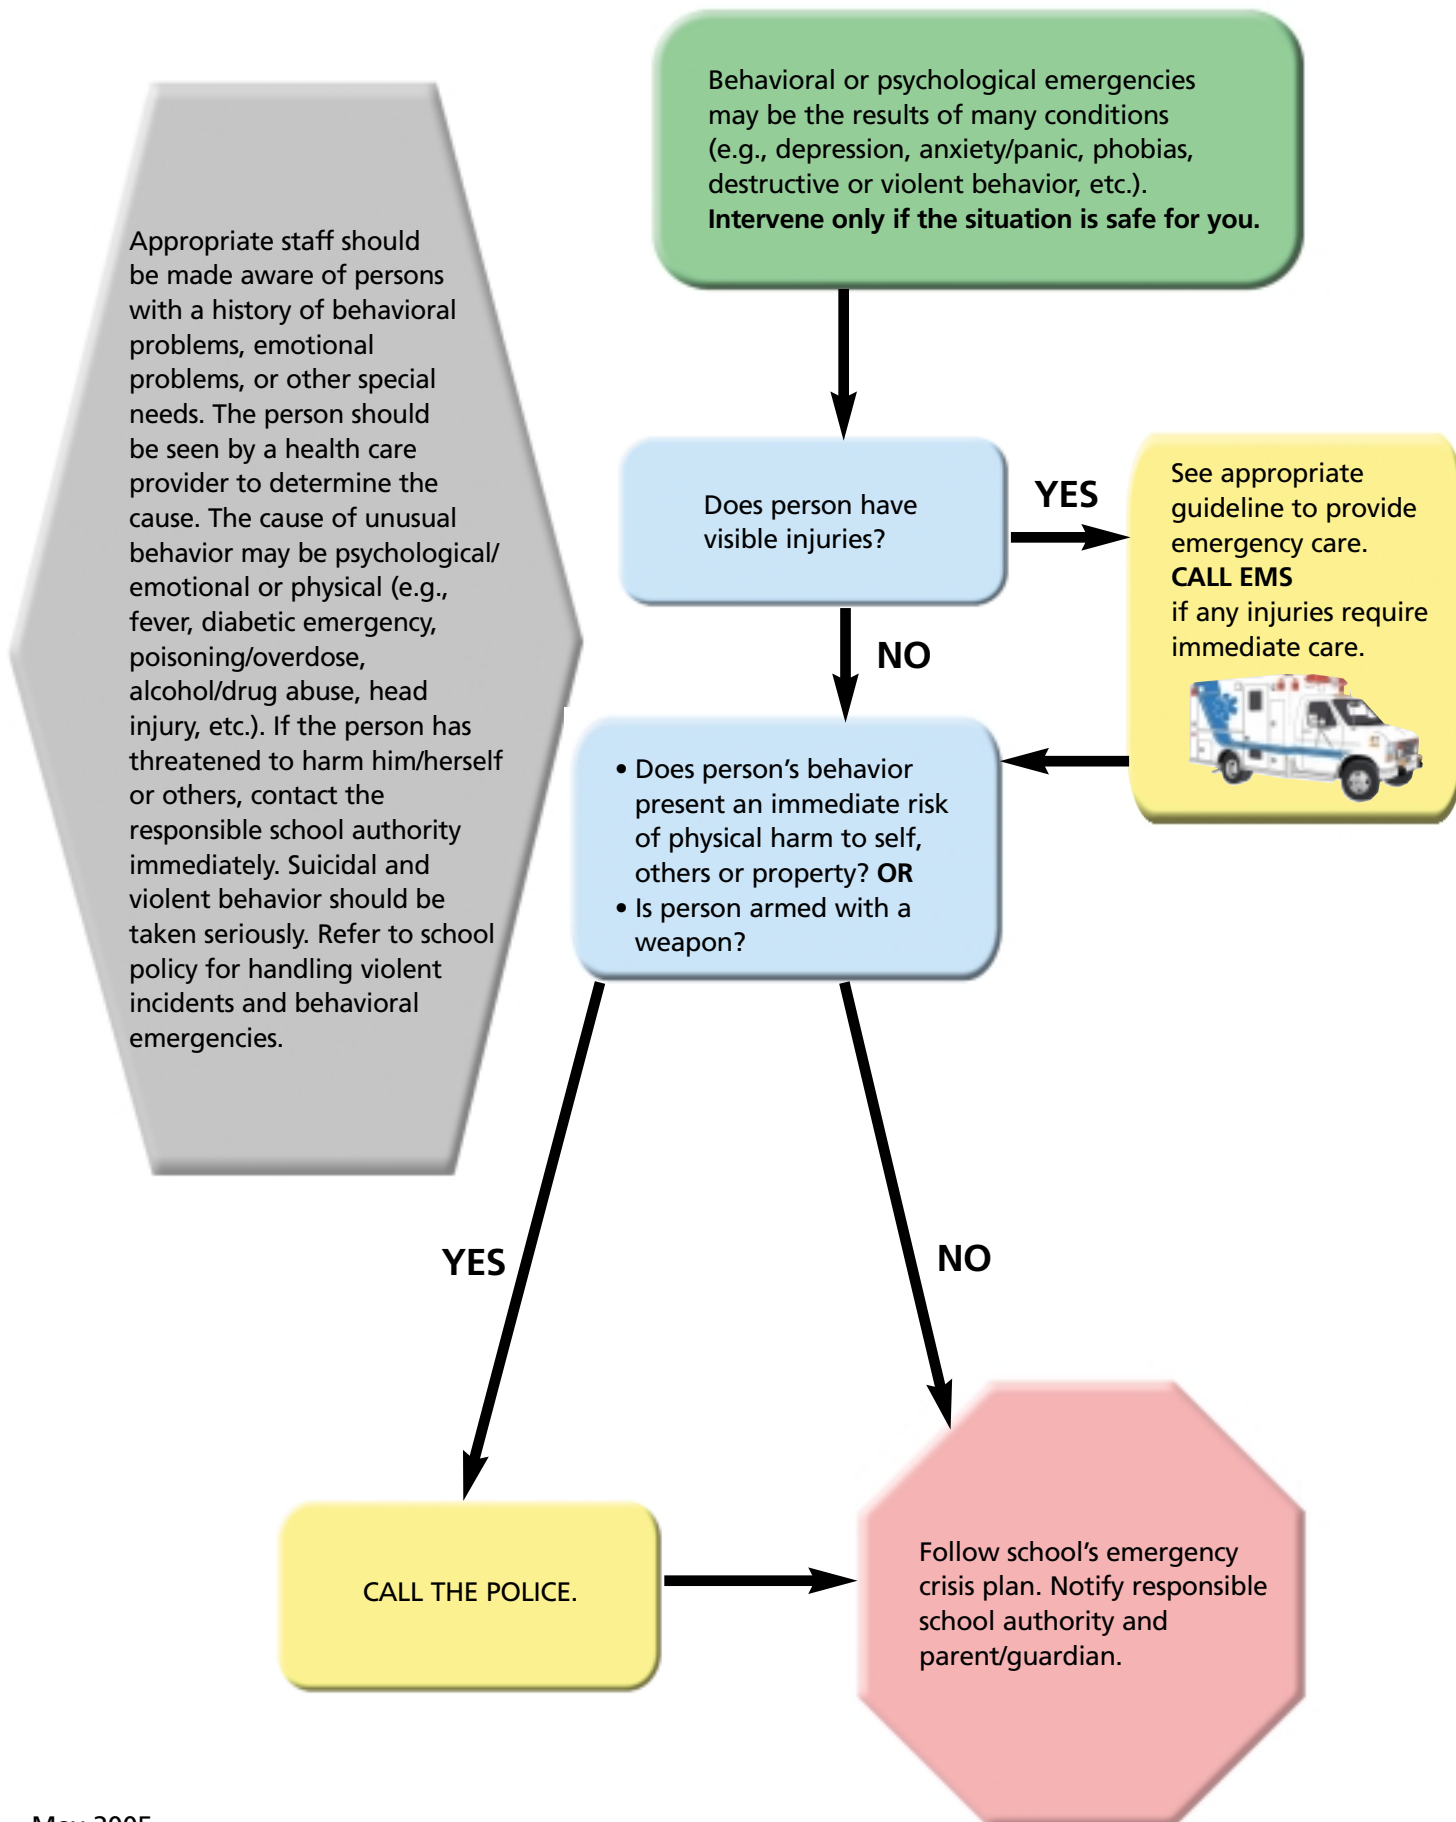 Behavioral or psychological emergencies
may be the results of many conditions
(e.g., depression, anxiety/panic, phobias,
destructive or violent behavior, etc.).
Intervene only if the situation is safe for you.
Appropriate staff should
be made aware of persons
with a history of behavioral
problems, emotional
problems, or other special
needs. The person should
be seen by a health care
provider to determine the
cause. The cause of unusual
behavior may be psychological/
emotional or physical (e.g.,
fever, diabetic emergency,
poisoning/overdose,
alcohol/drug abuse, head
injury, etc.). If the person has
threatened to harm him/herself
or others, contact the
responsible school authority
immediately. Suicidal and
violent behavior should be
taken seriously. Refer to school
policy for handling violent
incidents and behavioral
emergencies.
Does person have
visible injuries?
YES
See appropriate
guideline to provide
emergency care.
CALL EMS
if any injuries require
immediate care.
NO
• Does person's behavior
present an immediate risk
of physical harm to self,
others or property? OR
• Is person armed with a
weapon?
YES
NO
CALL THE POLICE.
Follow school's emergency
crisis plan. Notify responsible
school authority and
parent/guardian.
May 2005